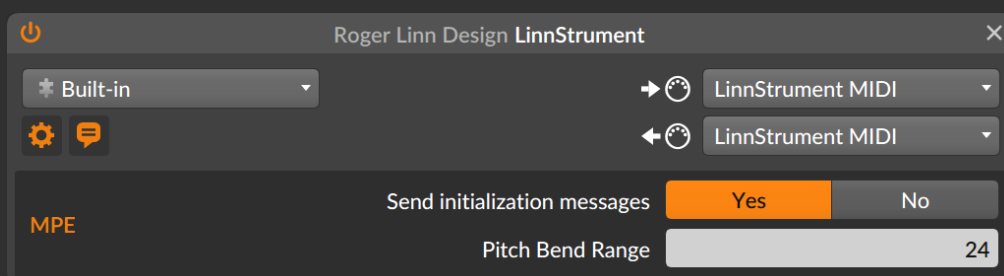 Roger Linn Design LinnStrument
Built-in
LinnStrument MIDI
LinnStrument MIDI
MPE
Send initialization messages
Yes
No
Pitch Bend Range
24